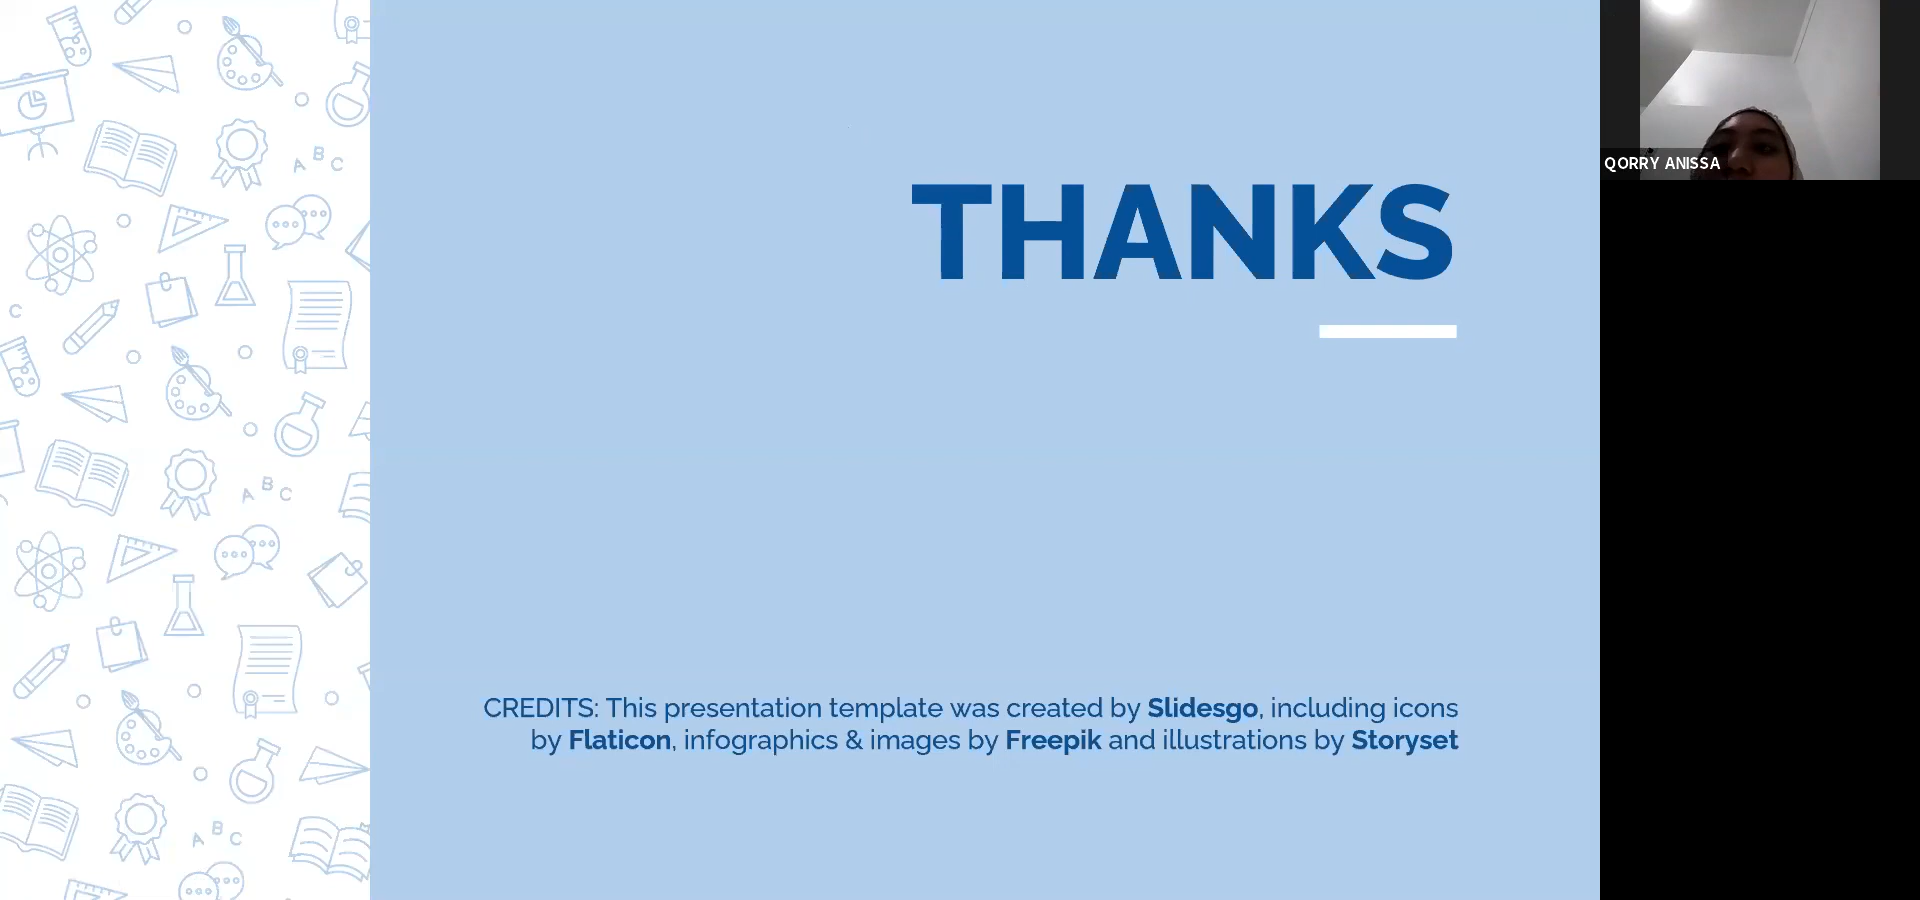 THANKS
CREDITS: This presentation template was created by Slidesgo, including icons
by Flaticon, infographics & images by Freepik and illustrations by Storyset
QORRY ANISSA
A B C
C
A B C
A B C